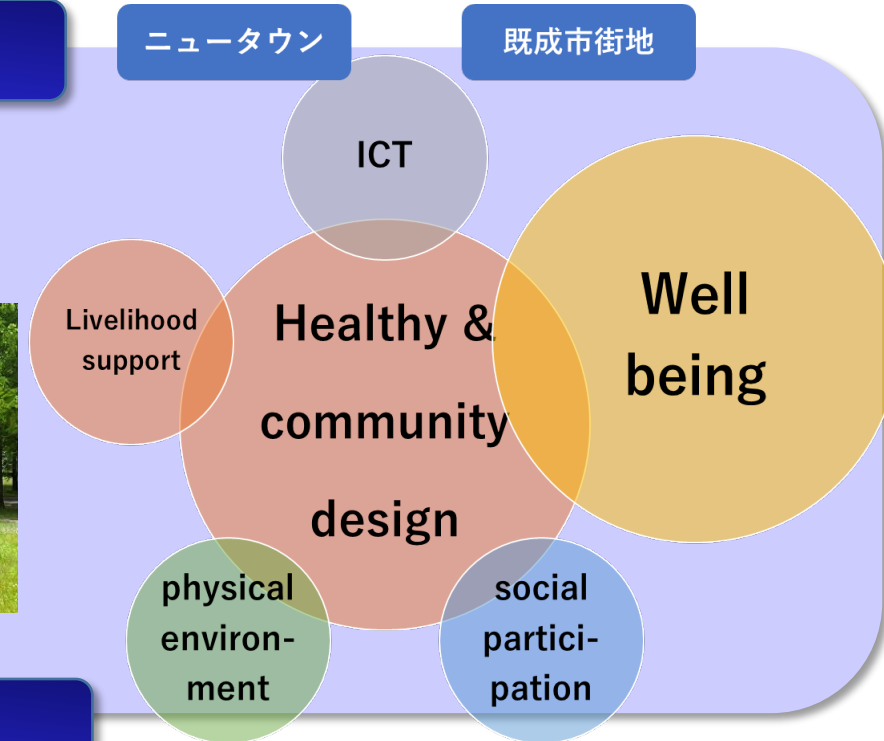 ニュータウン
既成市街地
ICT
Livelihood
support
Healthy &
community
design
Well
being
physical
environ-
ment
social
partici-
pation